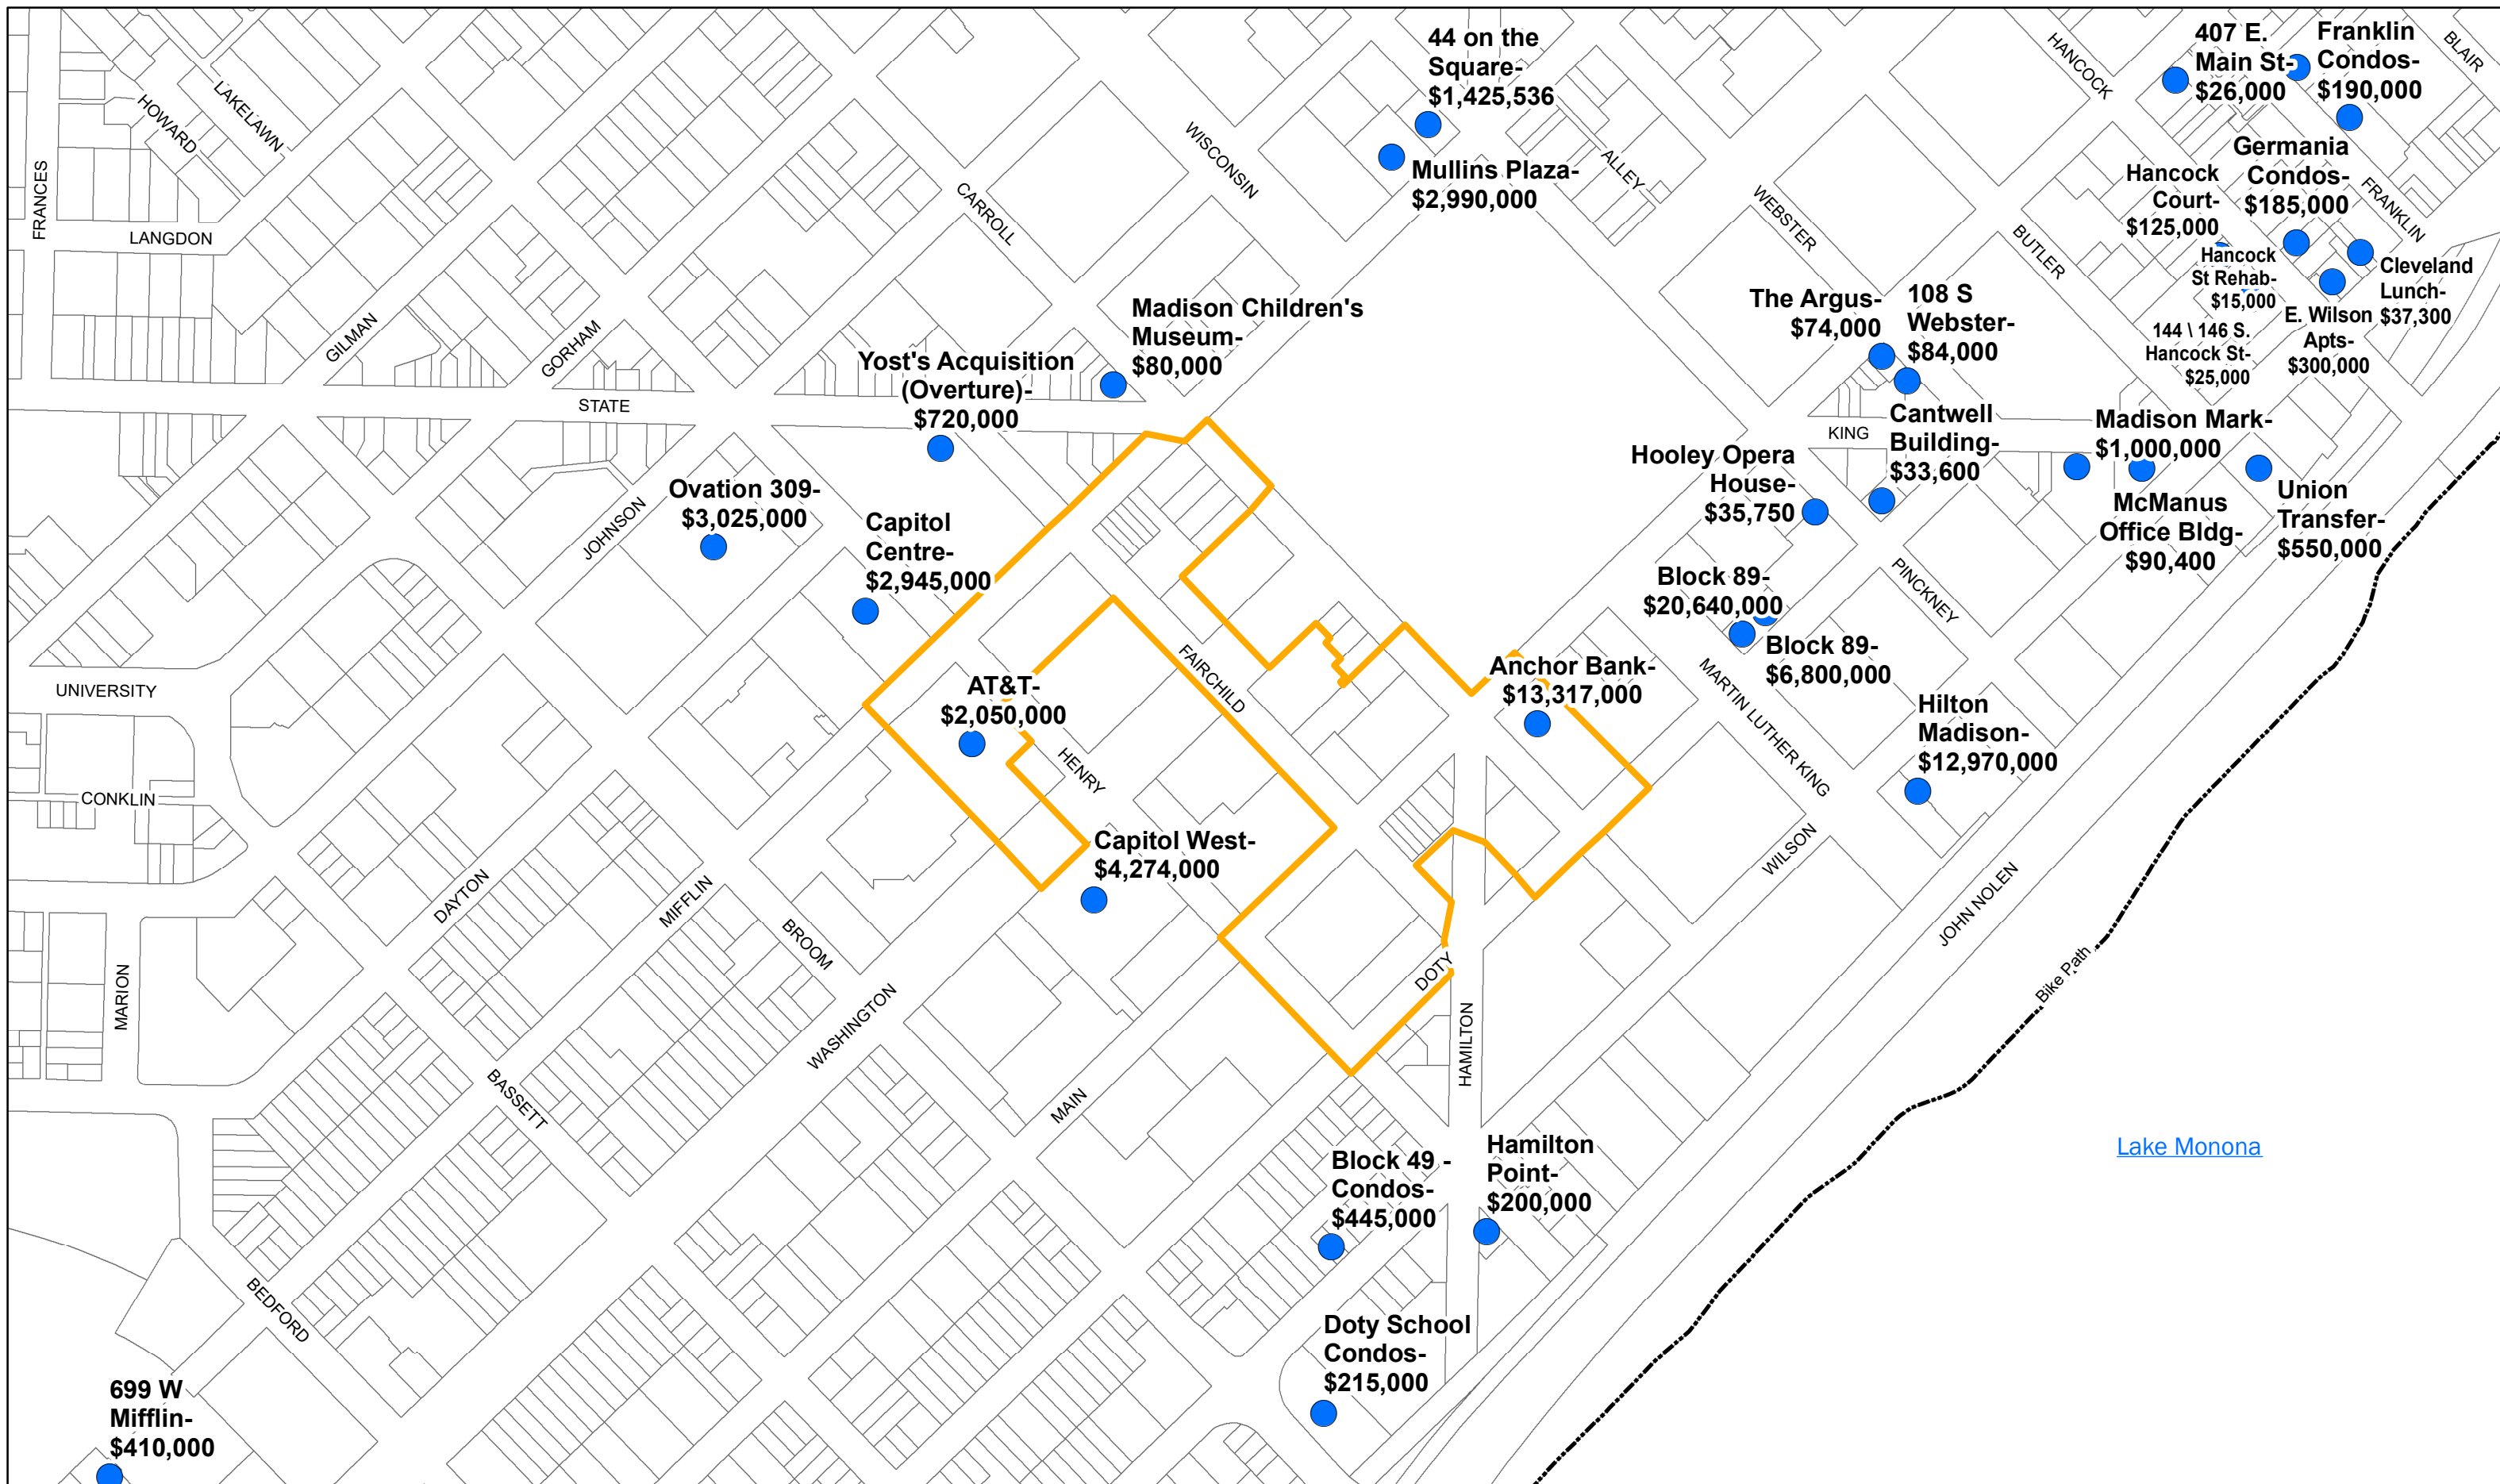 44 on the
Square-
$1,425,536
407 E.
Main St-
$26,000
Franklin
Condos-
$190,000
BLAIR
HANCOCK
HOWARD
LAKELAWN
WISCONSIN
ALLEY
Mullins Plaza-
$2,990,000
Germania
Condos-
$185,000
Hancock
Court-
$125,000
FRANKLIN
FRANCES
LANGDON
CARROLL
WEBSTER
BUTLER
Hancock
St Rehab-
$15,000
Cleveland
Lunch-
$37,300
Madison Children's
Museum-
$80,000
The Argus-
$74,000
108 S
Webster-
$84,000
144 \ 146 S.
Hancock St-
$25,000
E. Wilson
Apts-
$300,000
GILMAN
GORHAM
Yost's Acquisition
(Overture)-
$720,000
STATE
KING
Cantwell
Building-
$33,600
Madison Mark-
$1,000,000
Hooley Opera
House-
$35,750
Ovation 309-
$3,025,000
JOHNSON
Capitol
Centre-
$2,945,000
McManus
Office Bldg-
$90,400
Union
Transfer-
$550,000
Block 89-
$20,640,000
PINCKNEY
Block 89-
$6,800,000
UNIVERSITY
AT&T-
$2,050,000
FAIRCHILD
Anchor Bank-
$13,317,000
MARTIN LUTHER KING
Hilton
Madison-
$12,970,000
HENRY
CONKLIN
Capitol West-
$4,274,000
WILSON
DAYTON
MIFFLIN
BROOM
JOHN NOLEN
MARION
WASHINGTON
DOTY
Bike Path
HAMILTON
BASSETT
MAIN
Lake Monona
Block 49 -
Condos-
$445,000
Hamilton
Point-
$200,000
BEDFORD
Doty School
Condos-
$215,000
699 W
Mifflin-
$410,000